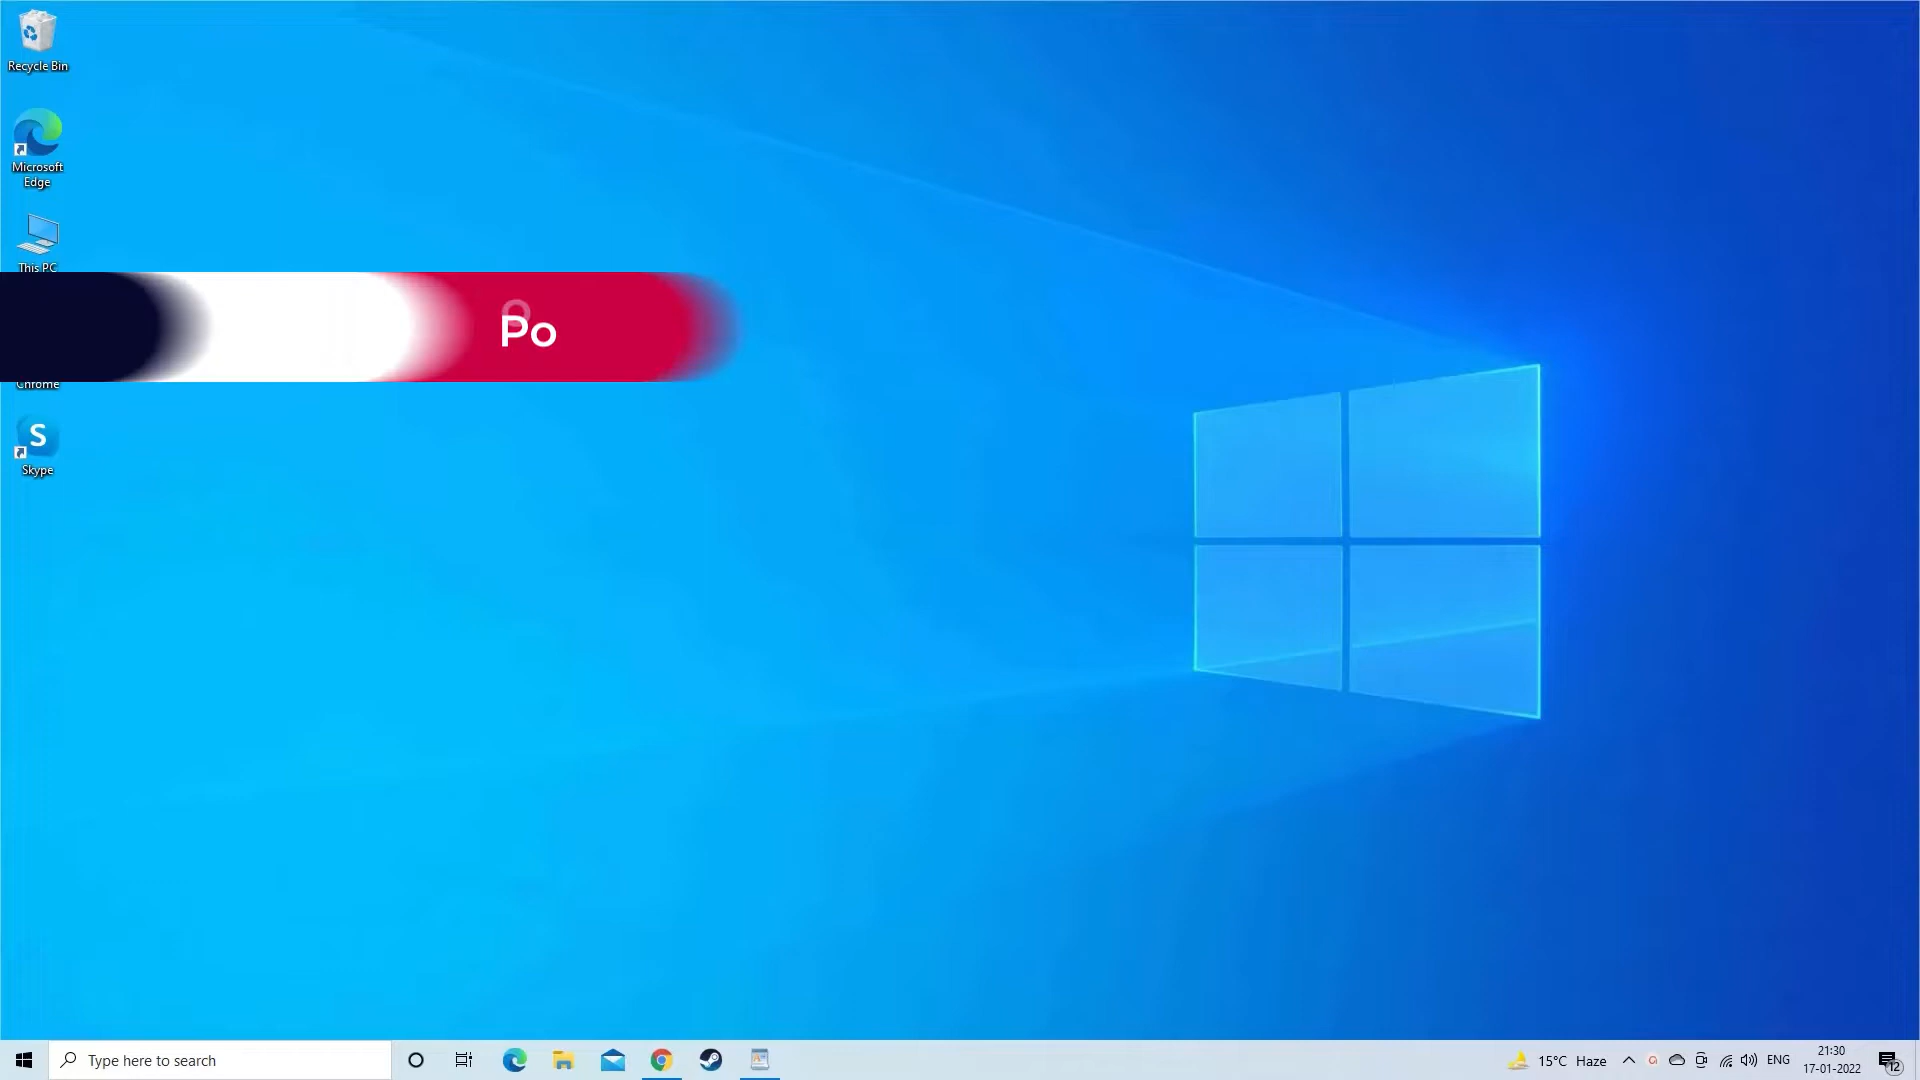 Recycle Bin
Microsoft
Edge
This PC
Po
Chrome
S
Skype
Type here to search
15°C Haze
ENG
21:30
17-01-2022
12